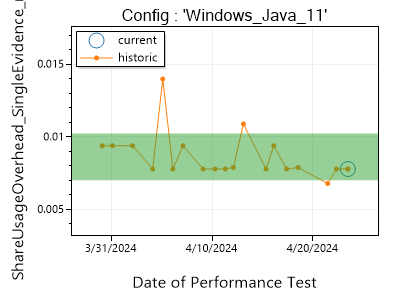 Config : 'Windows_Java_11'
current
historic
0.015
0.01
0.005
3/31/2024
4/10/2024
4/20/2024
Date of Performance Test
ShareUsageOverhead_SingleEvidence_